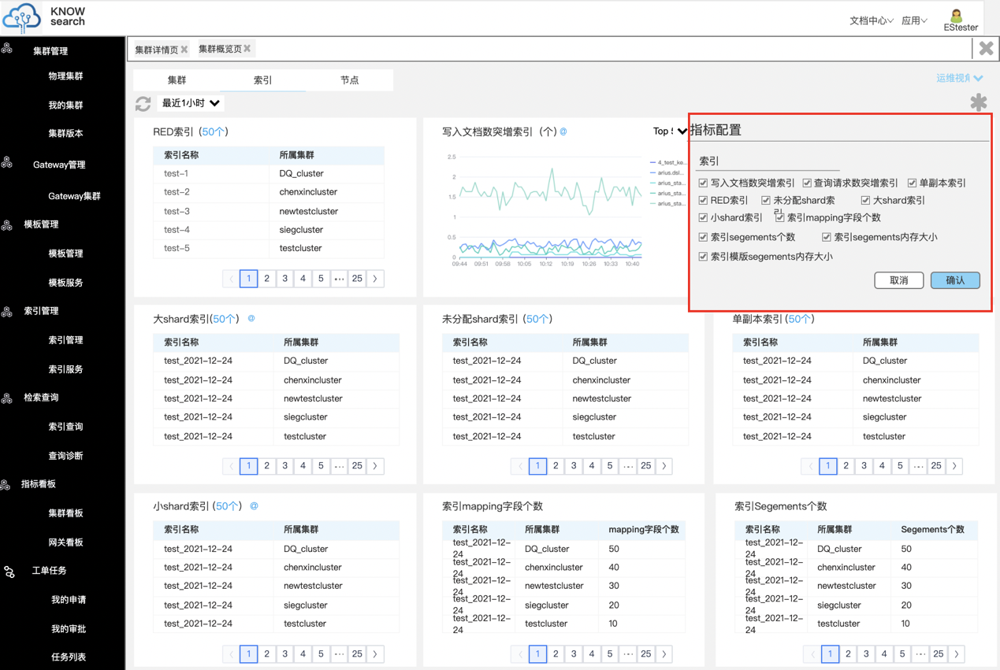 KNOW
search
文档中心
应用
EStester
集群管理
物理集群
我的集群
集群版本
Gateway管理
Gateway集群
模板管理
模板管理
模板服务
索引管理
索引管理
索引服务
检索查询
索引查询
查询诊断
指标看板
集群看板
网关看板
工单任务
我的申请
我的审批
任务列表
集群详情页
集群概览页
集群
索引
节点
最近1小时
RED索引 (50个)
索引名称 所属集群
test-1 DQ_cluster
test-2 chenxincluster
test-3 newtestcluster
test-4 siegcluster
test-5 testcluster
1 2 3 4 5 ··· 25
写入文档数突增索引 (个) @
Top
2.5
2
1.5
1
0.5
0
09:44 09:51 09:58 10:05 10:12 10:19 10:26 10:33 10:40
4_test_ke...
arius.dsl...
arius_sta...
arius_sta...
arius_sta...
指标配置
索引
写入文档数突增索引 查询请求数突增索引 单副本索引
RED索引 未分配shard索引 大shard索引
小shard索引 索引mapping字段个数
索引segements个数 索引segements内存大小
索引模版segements内存大小
取消 确认
大shard索引(50个) @
索引名称 所属集群
test_2021-12-24 DQ_cluster
test_2021-12-24 chenxincluster
test_2021-12-24 newtestcluster
test_2021-12-24 siegcluster
test_2021-12-24 testcluster
1 2 3 4 5 ··· 25
未分配shard索引 (50个)
索引名称 所属集群
test_2021-12-24 DQ_cluster
test_2021-12-24 chenxincluster
test_2021-12-24 newtestcluster
test_2021-12-24 siegcluster
test_2021-12-24 testcluster
1 2 3 4 5 ··· 25
单副本索引 (50个)
索引名称 所属集群
test_2021-12-24 DQ_cluster
test_2021-12-24 chenxincluster
test_2021-12-24 newtestcluster
test_2021-12-24 siegcluster
test_2021-12-24 testcluster
1 2 3 4 5 ··· 25
小shard索引 (50个) @
索引名称 所属集群
test_2021-12-24 DQ_cluster
test_2021-12-24 chenxincluster
test_2021-12-24 newtestcluster
test_2021-12-24 siegcluster
test_2021-12-24 testcluster
1 2 3 4 5 ··· 25
索引mapping字段个数
索引名称 所属集群 mapping字段个数
test_2021-12-24 DQ_cluster 50
test_2021-12-24 chenxincluster 40
test_2021-12-24 newtestcluster 30
test_2021-12-24 siegcluster 20
test_2021-12-24 testcluster 10
1 2 3 4 5 ··· 25
索引Segements个数
索引名称 所属集群 Segements个数
test_2021-12-24 DQ_cluster 50
test_2021-12-24 chenxincluster 40
test_2021-12-24 newtestcluster 30
test_2021-12-24 siegcluster 20
test_2021-12-24 testcluster 10
1 2 3 4 5 ··· 25